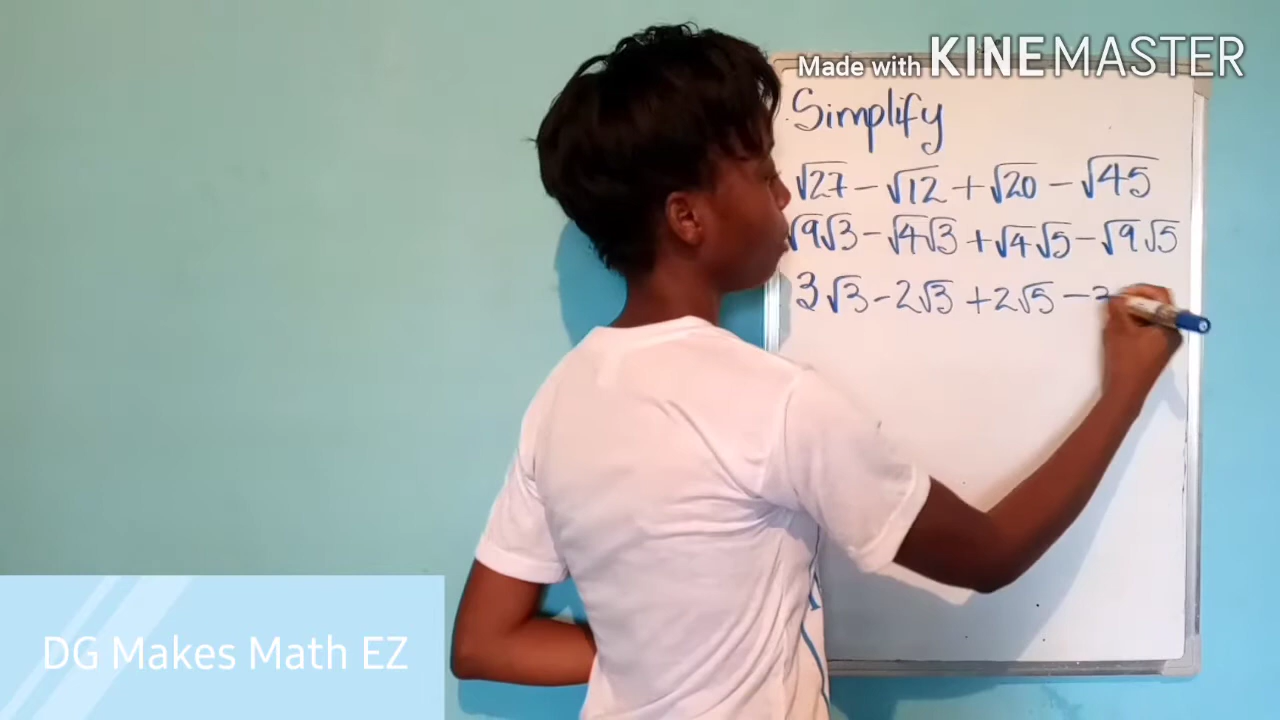 Made with KINEMASTER
Simplify
√27 - √12 + √20 - √45
√9√3 - √4√3 + √4√5 - √9√5
3√3 - 2√3 + 2√5 -
DG Makes Math EZ